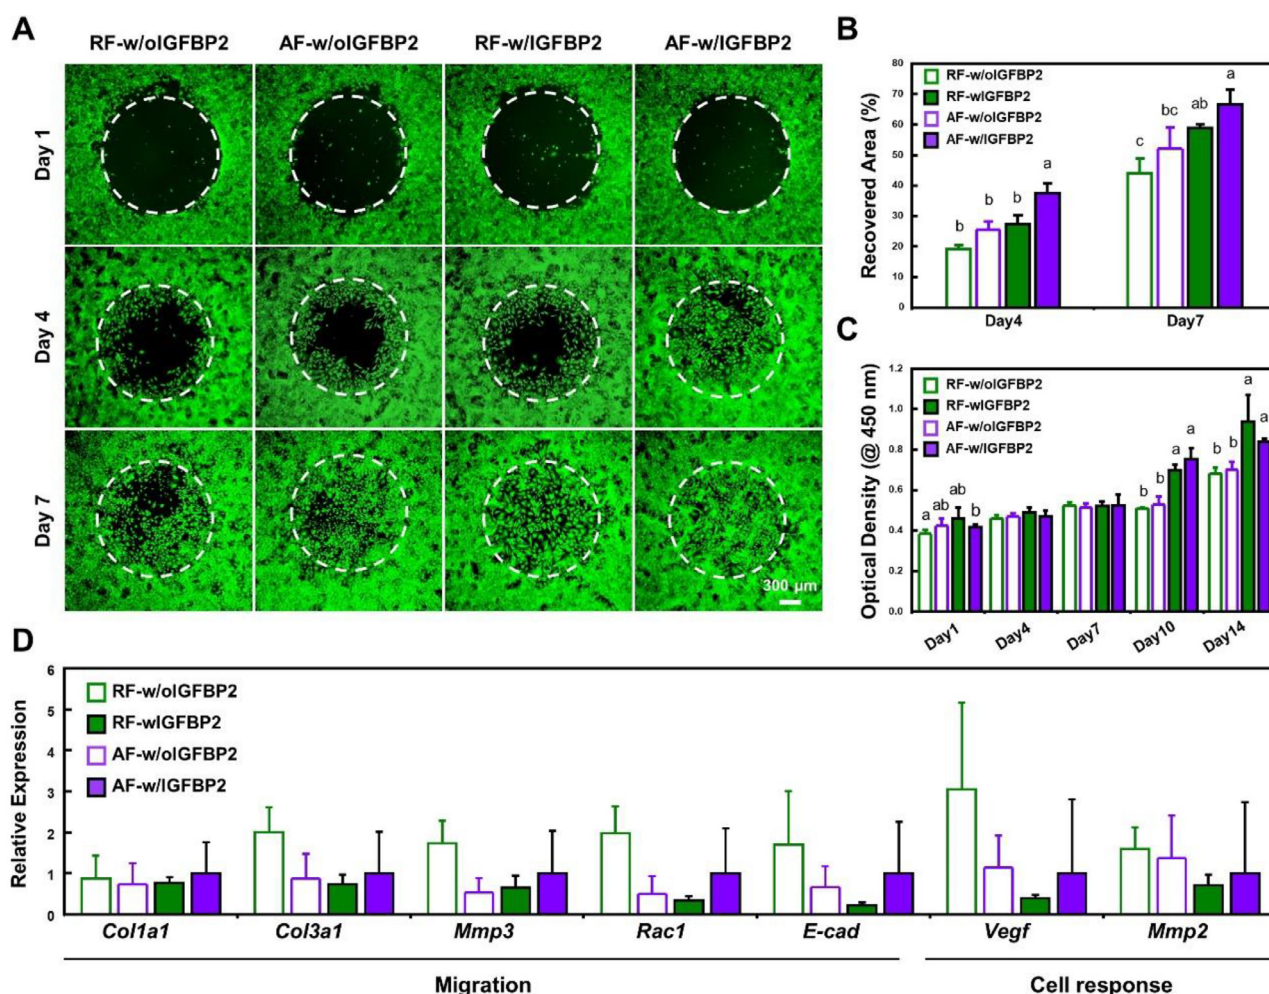 A
RF-w/oIGFBP2 AF-w/oIGFBP2 RF-w/IGFBP2 AF-w/IGFBP2
Day 1
Day 4
Day 7
300 µm
B
Recovered Area (%)
80
70
60
50
40
30
20
10
0
RF-w/oIGFBP2
RF-wIGFBP2
AF-w/oIGFBP2
AF-w/IGFBP2
b b b a
c bc ab a
Day4 Day7
C
Optical Density (@ 450 nm)
1.2
1.0
0.8
0.6
0.4
0.2
0.0
RF-w/oIGFBP2
RF-wIGFBP2
AF-w/oIGFBP2
AF-w/IGFBP2
a ab ab b
b b a a
b b a a
Day1 Day4 Day7 Day10 Day14
D
Relative Expression
6
5
4
3
2
1
0
RF-w/oIGFBP2
RF-wIGFBP2
AF-w/oIGFBP2
AF-w/IGFBP2
Col1a1 Col3a1 Mmp3 Rac1 E-cad Vegf Mmp2
Migration Cell response